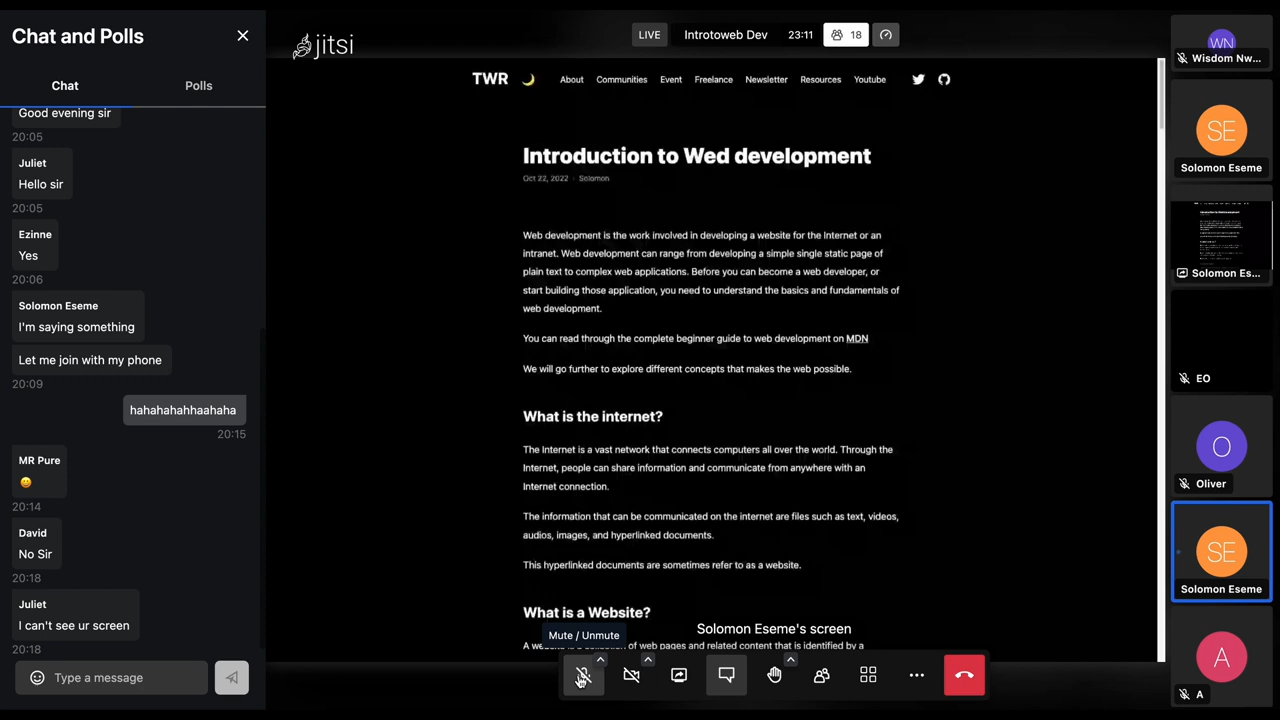 Chat and Polls
Chat
Polls
Good evening sir
20:05
Juliet
Hello sir
20:05
Ezinne
Yes
20:06
Solomon Eseme
I'm saying something
Let me join with my phone
20:09
hahahahahhaahaha
20:15
MR Pure
20:14
David
No Sir
20:18
Juliet
I can't see ur screen
20:18
Type a message
jitsi
LIVE
Introtoweb Dev
23:11
18
TWR
About
Communities
Event
Freelance
Newsletter
Resources
Youtube
Introduction to Wed development
Oct 22, 2022 · Solomon
Web development is the work involved in developing a website for the Internet or an
intranet. Web development can range from developing a simple single static page of
plain text to complex web applications. Before you can become a web developer, or
start building those application, you need to understand the basics and fundamentals of
web development.
You can read through the complete beginner guide to web development on MDN
We will go further to explore different concepts that makes the web possible.
What is the internet?
The Internet is a vast network that connects computers all over the world. Through the
Internet, people can share information and communicate from anywhere with an
Internet connection.
The information that can be communicated on the internet are files such as text, videos,
audios, images, and hyperlinked documents.
This hyperlinked documents are sometimes refer to as a website.
What is a Website?
of web pages and related content that is identified by a
Mute / Unmute
Solomon Eseme's screen
WN
Wisdom Nw...
SE
Solomon Eseme
Solomon Es...
EO
O
Oliver
SE
Solomon Eseme
A
A